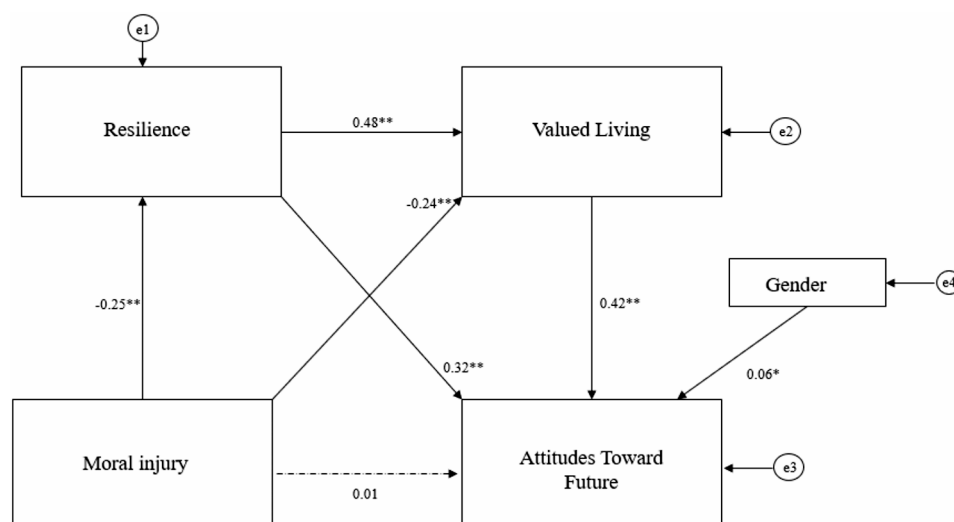 e1
Resilience
0.48**
Valued Living
e2
-0.24**
-0.25**
0.42**
Gender
e4
0.32**
0.06*
Moral injury
0.01
Attitudes Toward
Future
e3